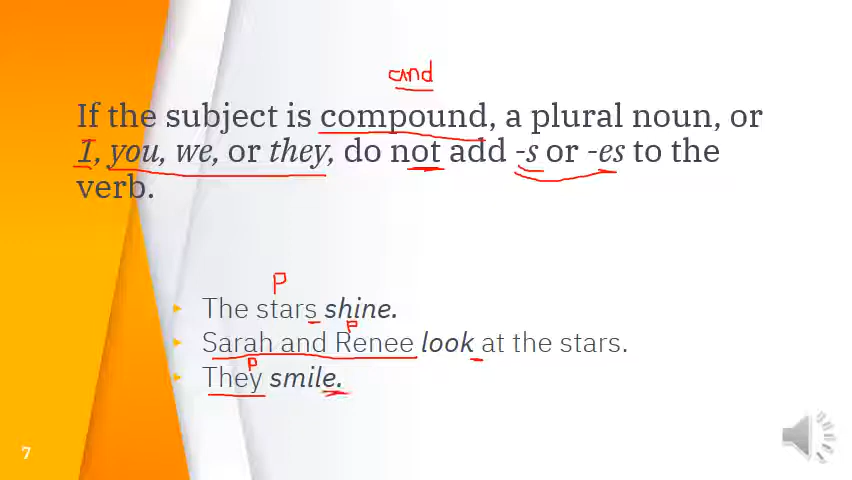 and
If the subject is compound, a plural noun, or
I, you, we, or they, do not add -s or -es to the
verb.
P
The stars shine.
P
Sarah and Renee look at the stars.
P
They smile.
7